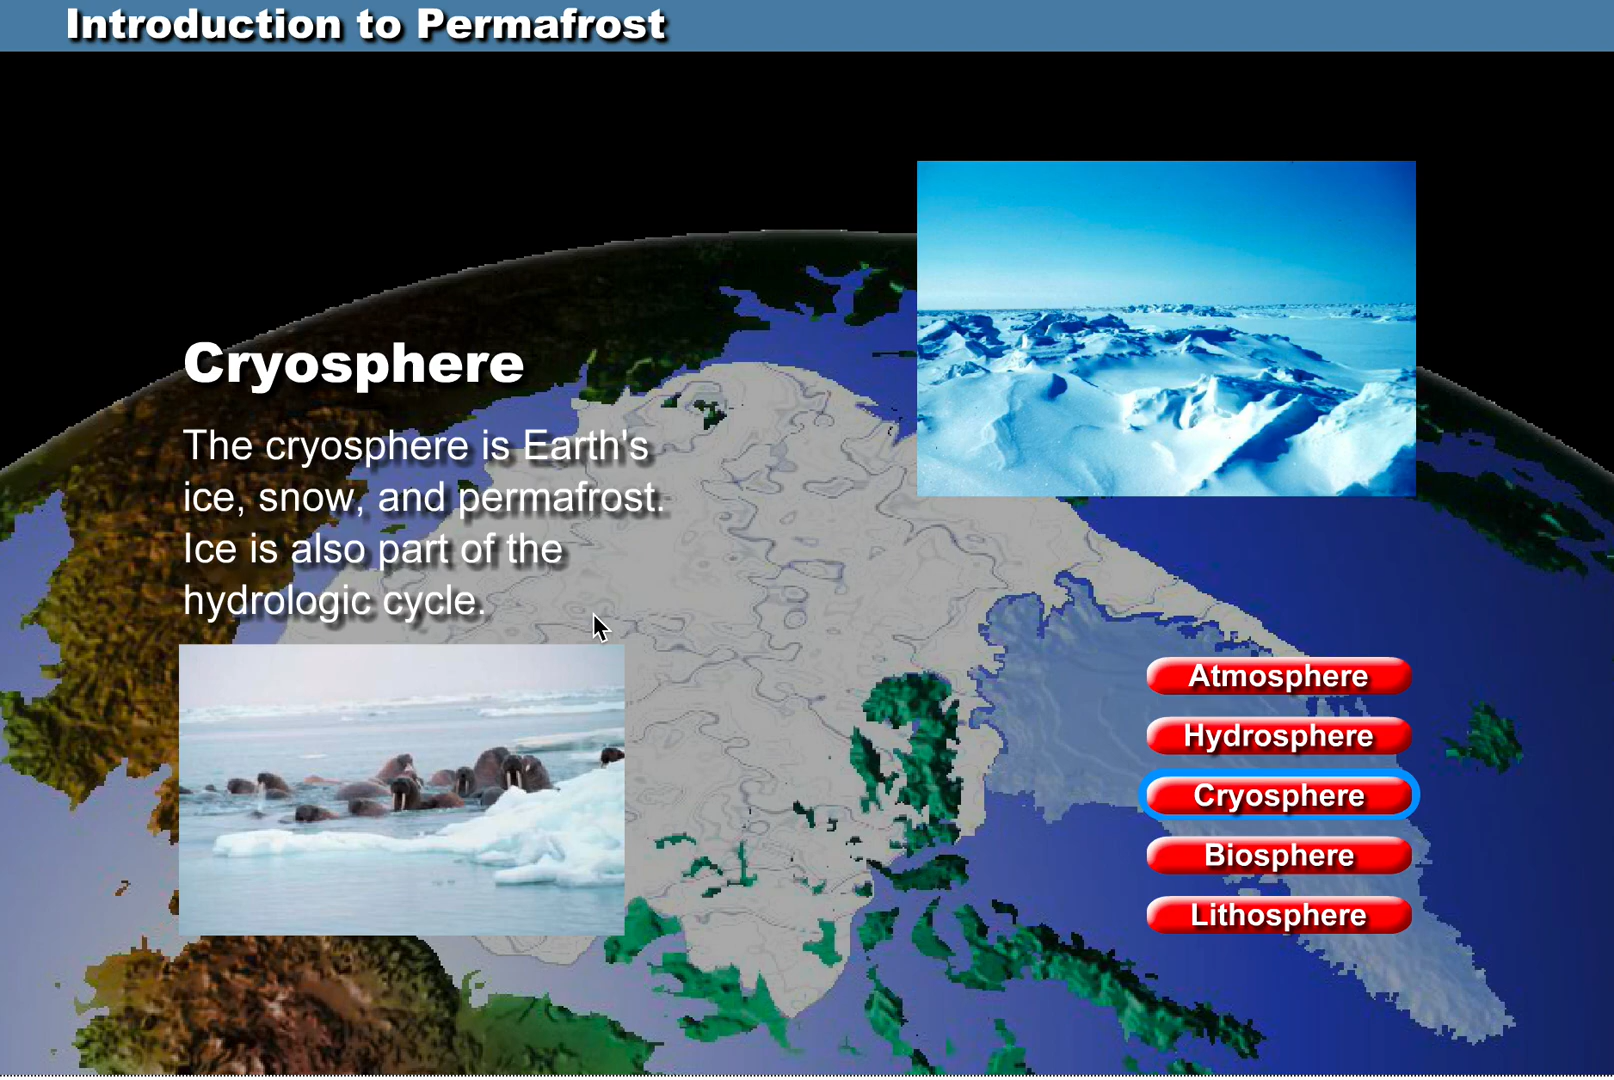 Introduction to Permafrost
Cryosphere
The cryosphere is Earth's
ice, snow, and permafrost.
Ice is also part of the
hydrologic cycle.
Atmosphere
Hydrosphere
Cryosphere
Biosphere
Lithosphere